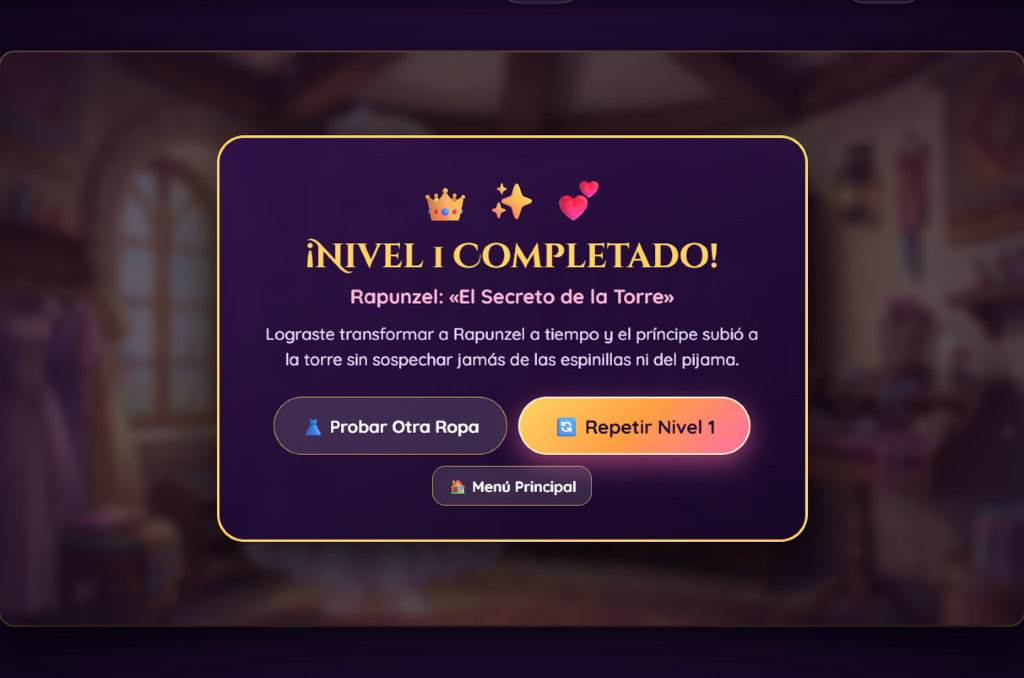 ¡NIVEL 1 COMPLETADO!
Rapunzel: «El Secreto de la Torre»
Lograste transformar a Rapunzel a tiempo y el príncipe subió a
la torre sin sospechar jamás de las espinillas ni del pijama.
Probar Otra Ropa
Repetir Nivel 1
Menú Principal